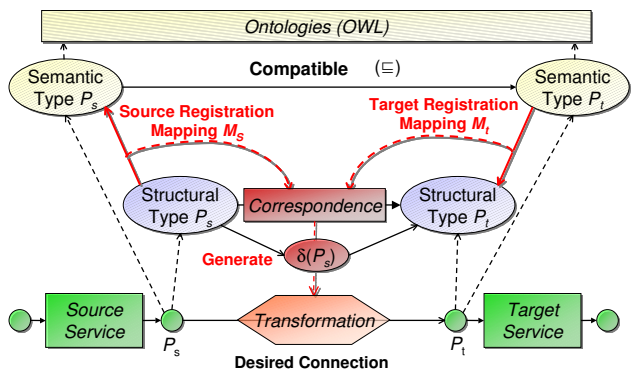 Ontologies (OWL)
Semantic
Type Ps
Compatible (⊑)
Semantic
Type Pt
Source Registration
Mapping Ms
Target Registration
Mapping Mt
Structural
Type Ps
Correspondence
Structural
Type Pt
Generate
δ(Ps)
Source
Service
Ps
Transformation
Pt
Target
Service
Desired Connection